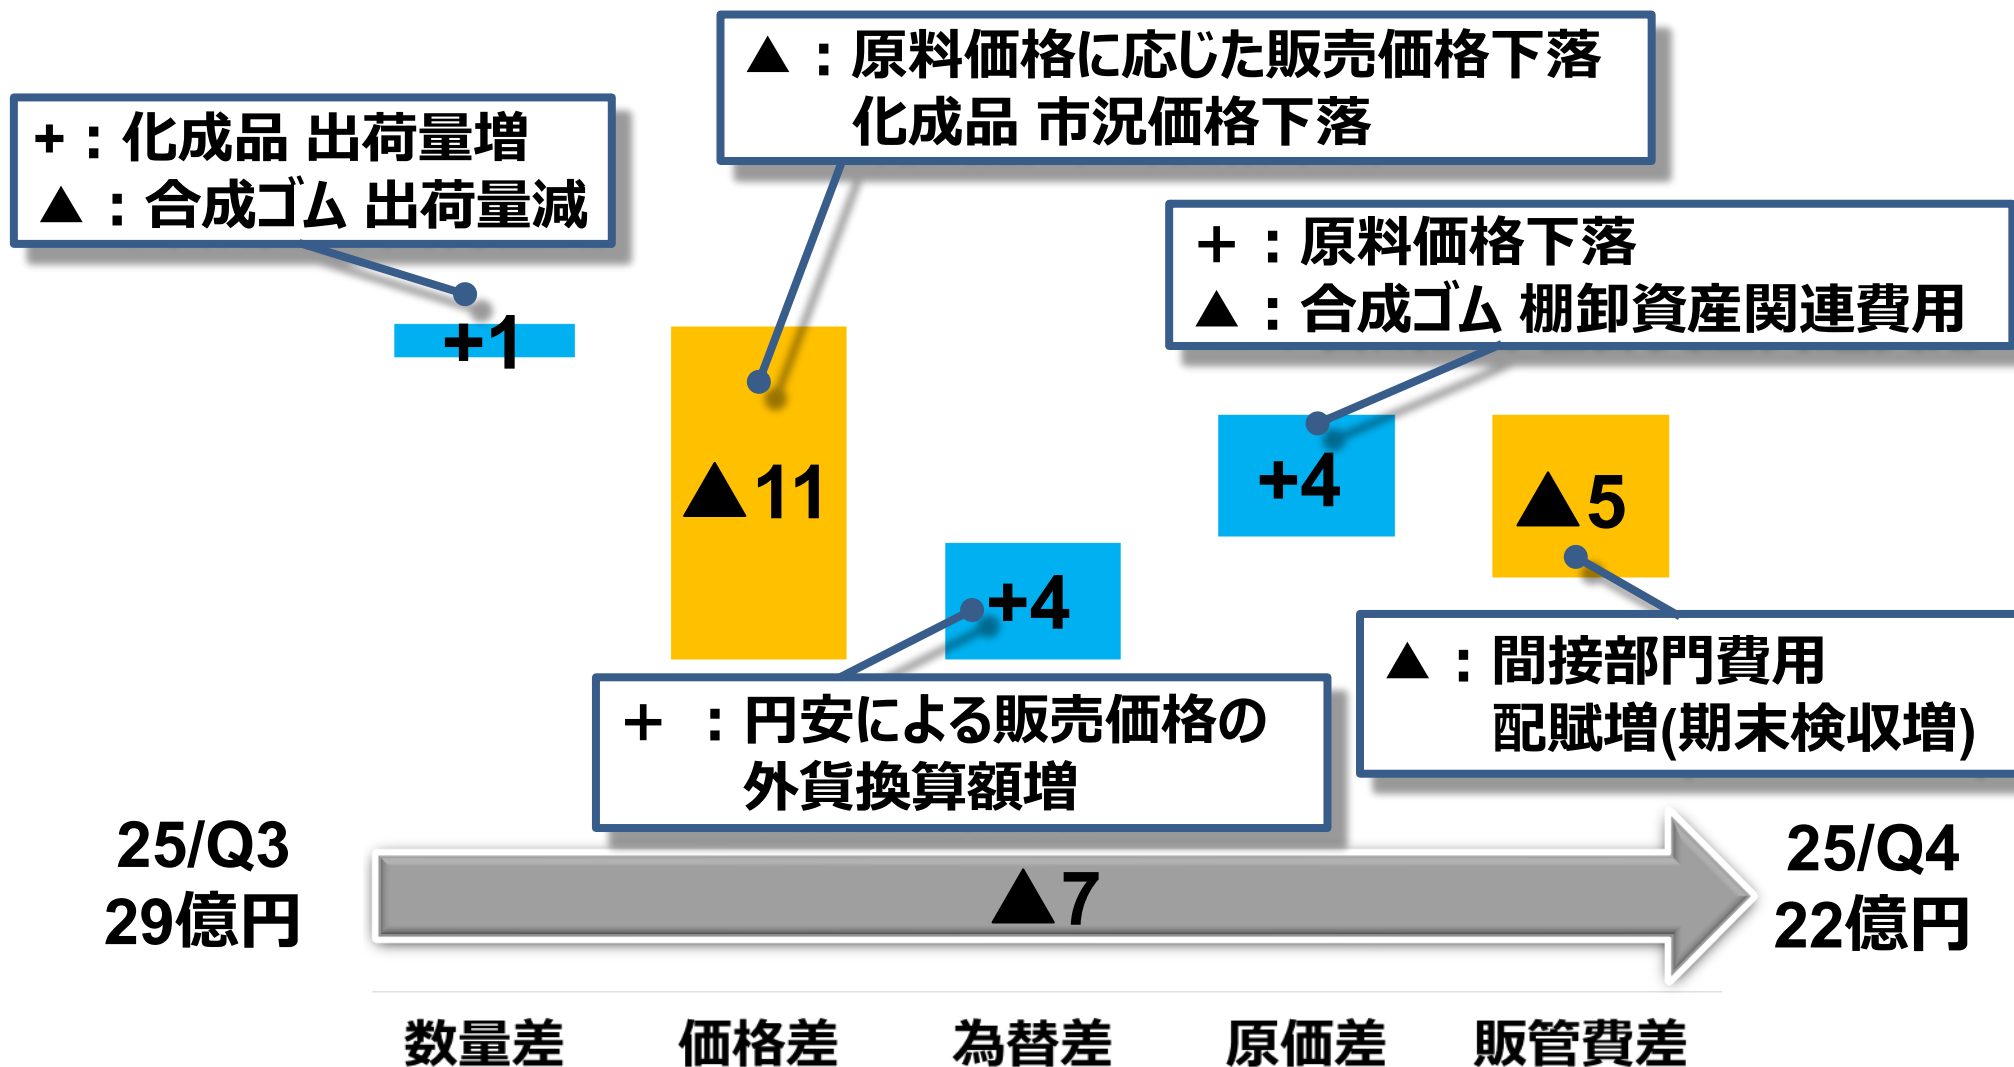 ▲：原料価格に応じた販売価格下落
化成品 市況価格下落
+：化成品 出荷量増
▲：合成ゴム 出荷量減
＋：原料価格下落
▲：合成ゴム 棚卸資産関連費用
+1
▲11
+4
+4
▲5
＋ ：円安による販売価格の
外貨換算額増
▲：間接部門費用
配賦増(期末検収増)
25/Q3
29億円
▲7
25/Q4
22億円
数量差 価格差 為替差 原価差 販管費差